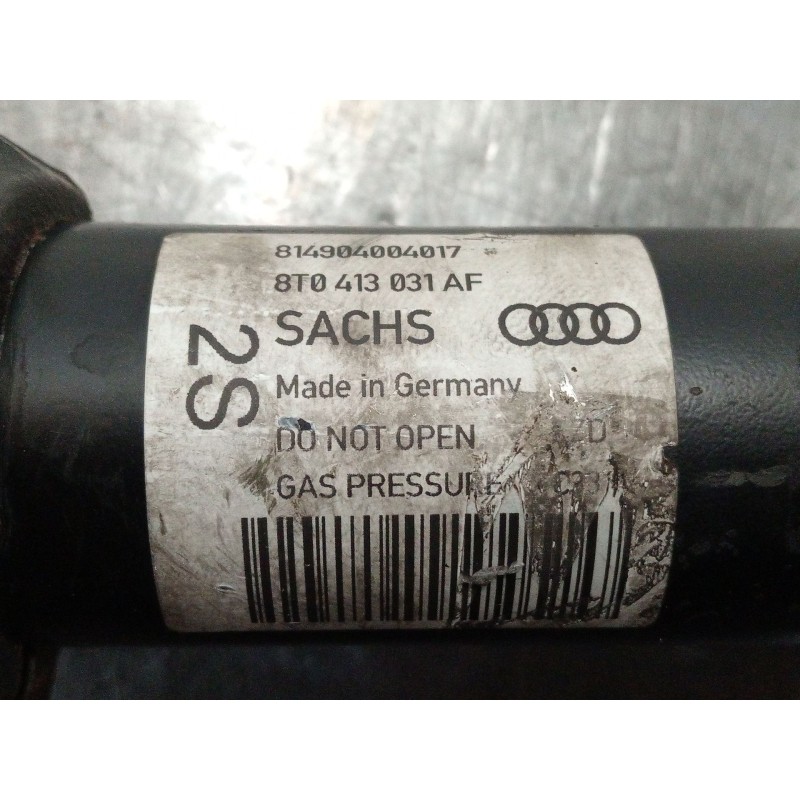 814904004017
8T0 413 031 AF
SACHS
2S
Made in Germany
DO NOT OPEN
GAS PRESSURE